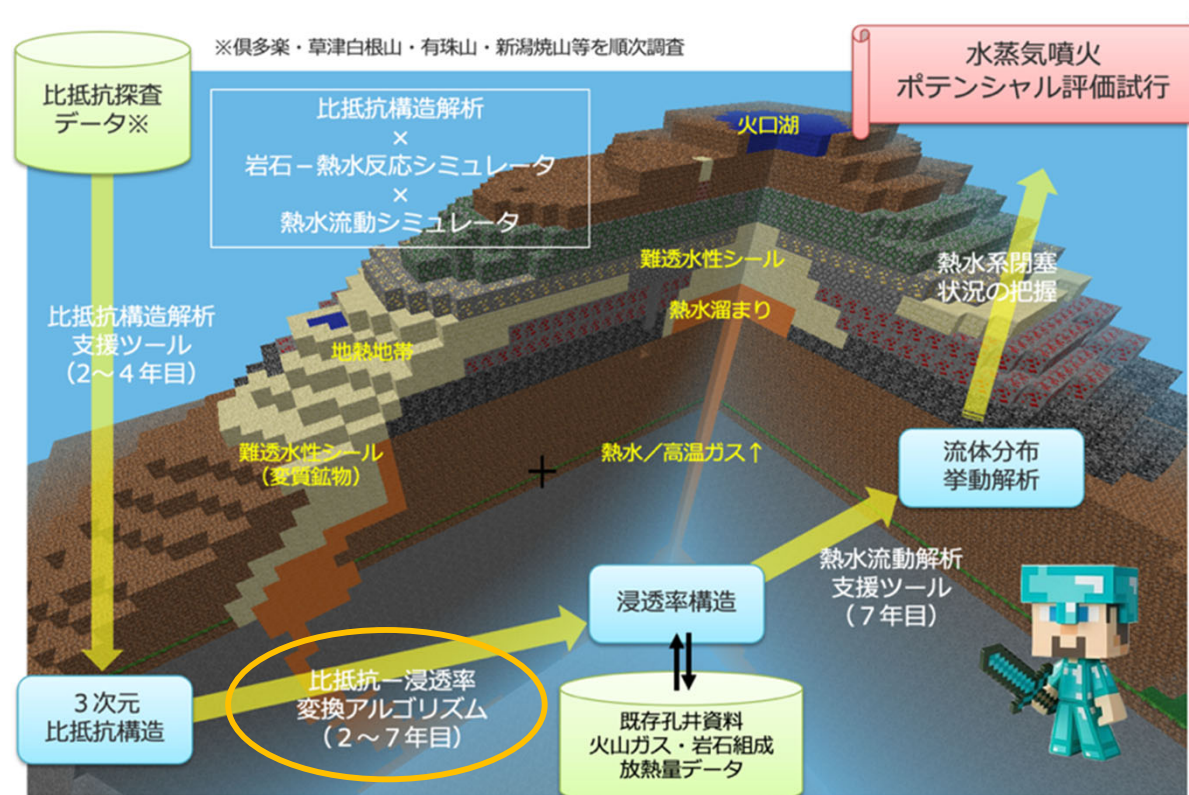 ※倶多楽・草津白根山・有珠山・新潟焼山等を順次調査
水蒸気噴火
ポテンシャル評価試行
比抵抗探査
データ※
比抵抗構造解析
×
岩石－熱水反応シミュレータ
×
熱水流動シミュレータ
火口湖
難透水性シール
熱水系閉塞
状況の把握
熱水溜まり
比抵抗構造解析
支援ツール
（2～４年目）
地熱地帯
難透水性シール
（変質鉱物）
熱水／高温ガス↑
流体分布
挙動解析
熱水流動解析
支援ツール
（７年目）
浸透率構造
比抵抗ー浸透率
変換アルゴリズム
（２～７年目）
３次元
比抵抗構造
既存孔井資料
火山ガス・岩石組成
放熱量データ